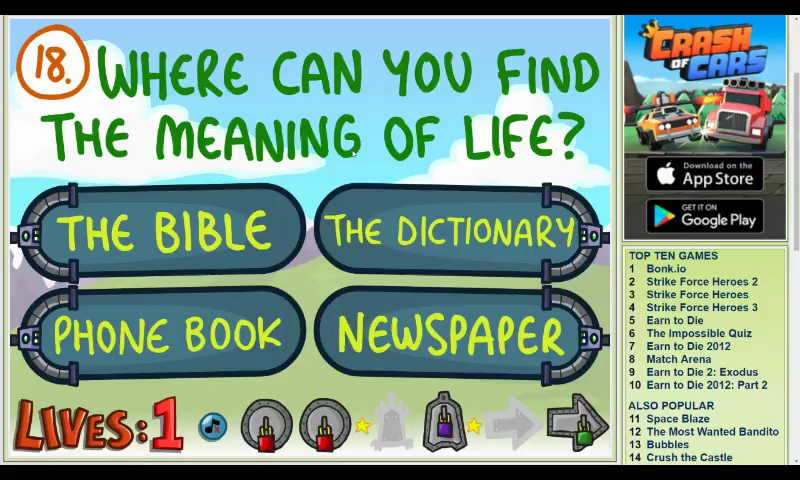 18. WHERE CAN YOU FIND
THE MEANING OF LIFE?
THE BIBLE
THE DICTIONARY
PHONE BOOK
NEWSPAPER
LIVES: 1
CRASH
OF
CARS
Download on the
App Store
GET IT ON
Google Play
TOP TEN GAMES
1 Bonk.io
2 Strike Force Heroes 2
3 Strike Force Heroes
4 Strike Force Heroes 3
5 Earn to Die
6 The Impossible Quiz
7 Earn to Die 2012
8 Match Arena
9 Earn to Die 2: Exodus
10 Earn to Die 2012: Part 2
ALSO POPULAR
11 Space Blaze
12 The Most Wanted Bandito
13 Bubbles
14 Crush the Castle